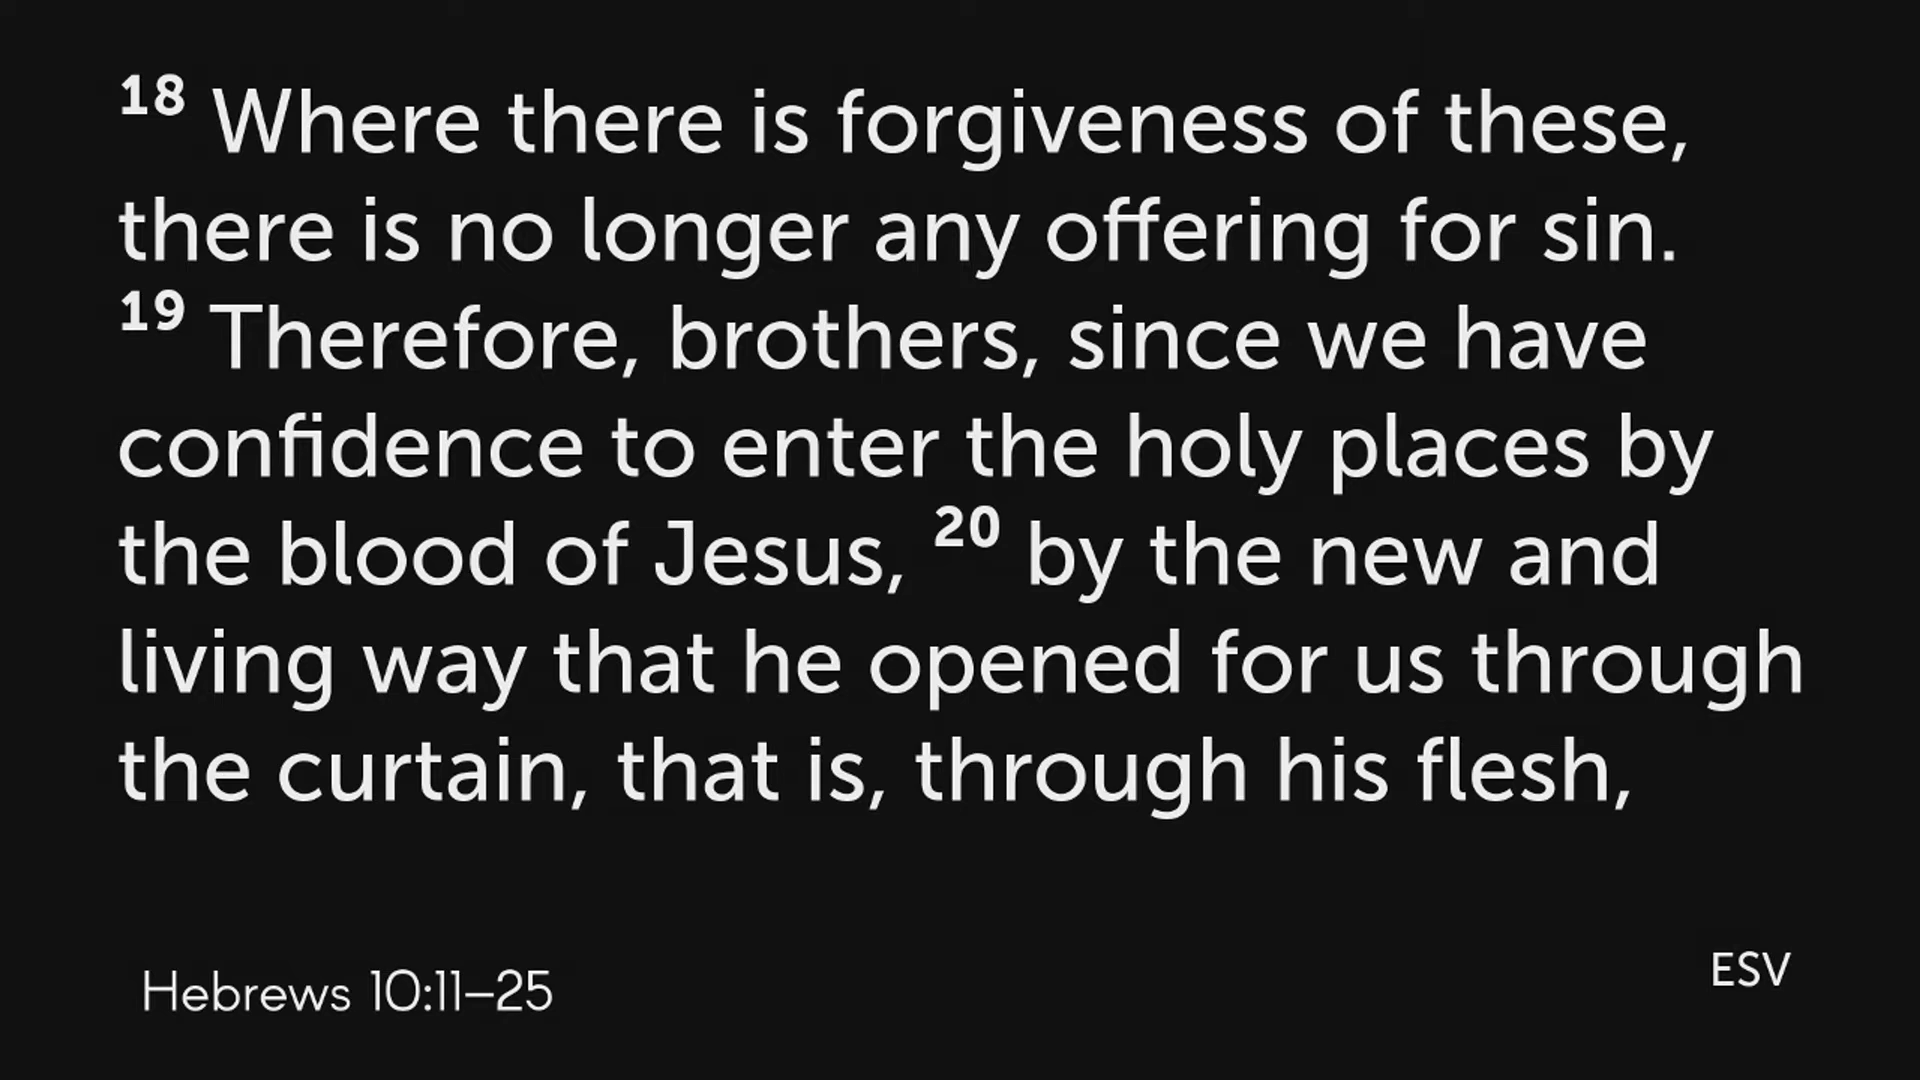 18 Where there is forgiveness of these,
there is no longer any offering for sin.
19 Therefore, brothers, since we have
confidence to enter the holy places by
the blood of Jesus, 20 by the new and
living way that he opened for us through
the curtain, that is, through his flesh,
Hebrews 10:11–25
ESV